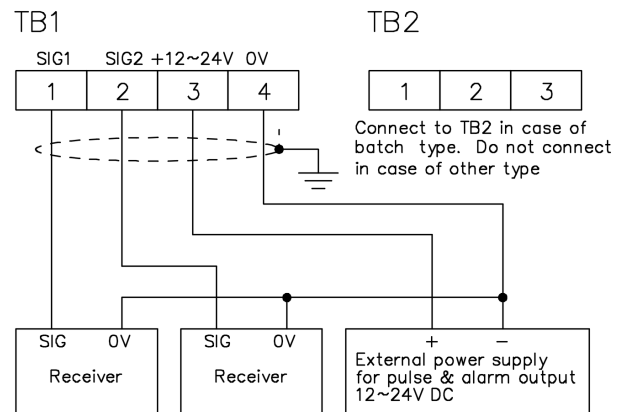 TB1
TB2
SIG1 SIG2 +12~24V 0V
1 2 3 4
1 2 3
Connect to TB2 in case of
batch type. Do not connect
in case of other type
SIG 0V
Receiver
SIG 0V
Receiver
+ −
External power supply
for pulse & alarm output
12~24V DC